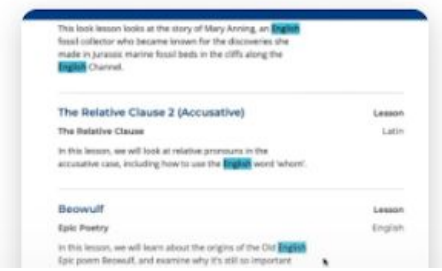 This look lesson looks at the story of Mary Anning, an English
fossil collector who became known for the discoveries she
made in Jurassic marine fossil beds in the cliffs along the
English Channel.
The Relative Clause 2 (Accusative) Lesson
The Relative Clause Latin
In this lesson, we will look at relative pronouns in the
accusative case, including how to use the English word 'whom'.
Beowulf Lesson
Epic Poetry English
In this lesson, we will learn about the origins of the Old English
Epic poem Beowulf, and examine why it's still so important